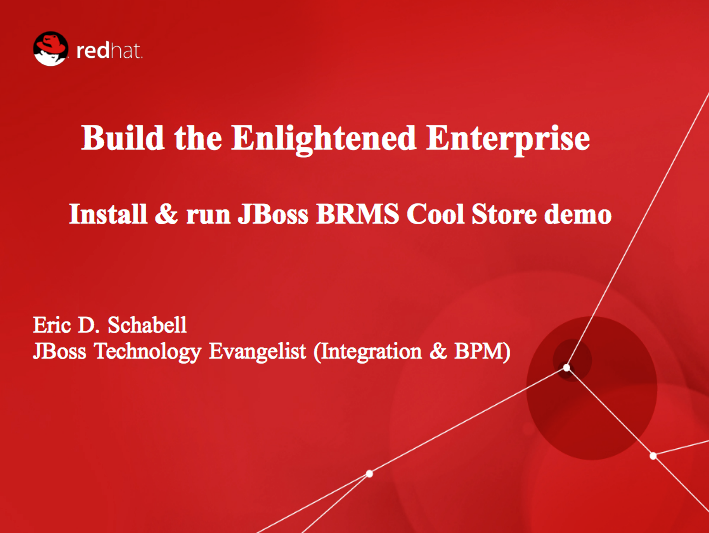 redhat.
Build the Enlightened Enterprise
Install & run JBoss BRMS Cool Store demo
Eric D. Schabell
JBoss Technology Evangelist (Integration & BPM)